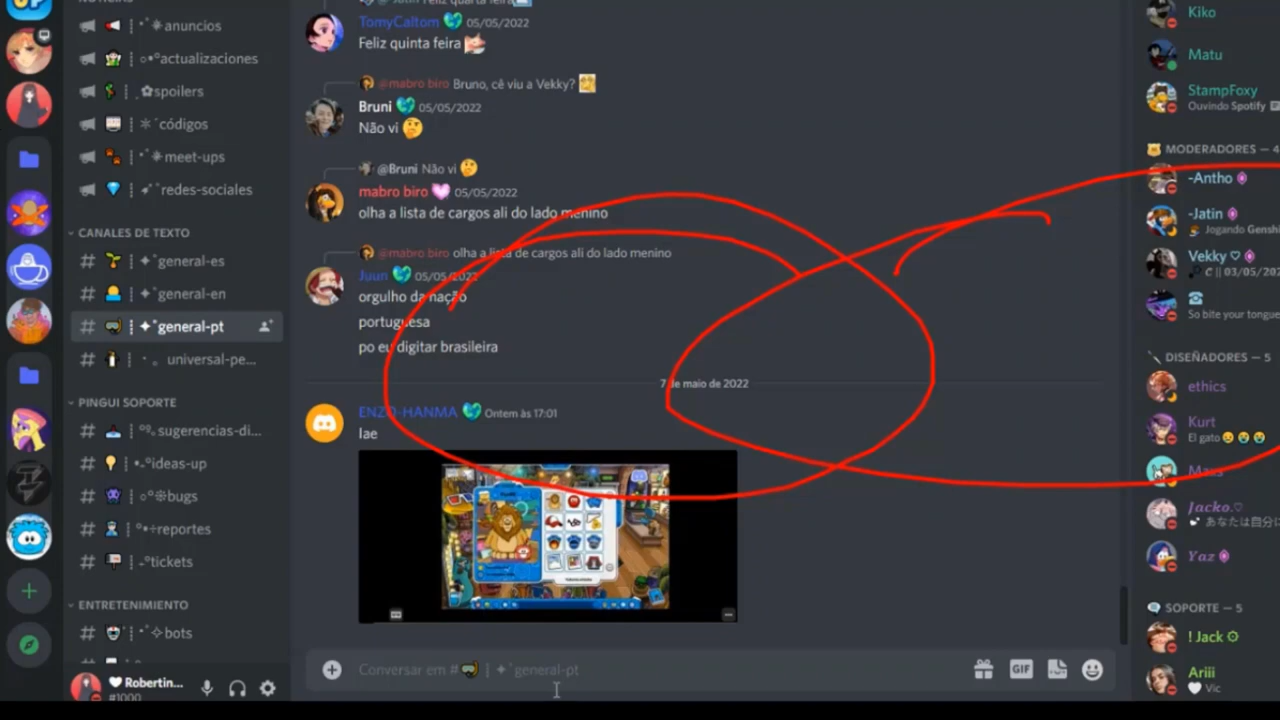 anuncios
actualizaciones
spoilers
códigos
meet-ups
redes-sociales
CANALES DE TEXTO
general-es
general-en
general-pt
universal-pe...
PINGUI SOPORTE
sugerencias-di...
ideas-up
bugs
reportes
tickets
ENTRETENIMIENTO
bots
Robertin...
#1000
TomyCaltom 05/05/2022
Feliz quinta feira
@mabro biro Bruno, cê viu a Vekky?
Bruni 05/05/2022
Não vi
@Bruni Não vi
mabro biro 05/05/2022
olha a lista de cargos ali do lado menino
@mabro biro olha a lista de cargos ali do lado menino
Juun 05/05/2022
orgulho da nação
portuguesa
po eu digitar brasileira
7 de maio de 2022
ENZO-HANMA Ontem às 17:01
Iae
Conversar em # general-pt
GIF
Kiko
Matu
StampFoxy
Ouvindo Spotify
MODERADORES — 4
-Antho
-Jatin
Jogando Genshi
Vekky
C || 03/05/202
So bite your tongue
DISEÑADORES — 5
ethics
Kurt
El gato
Maus
Jacko.
あなたは自分に
Yaz
SOPORTE — 5
! Jack
Ariii
Vic